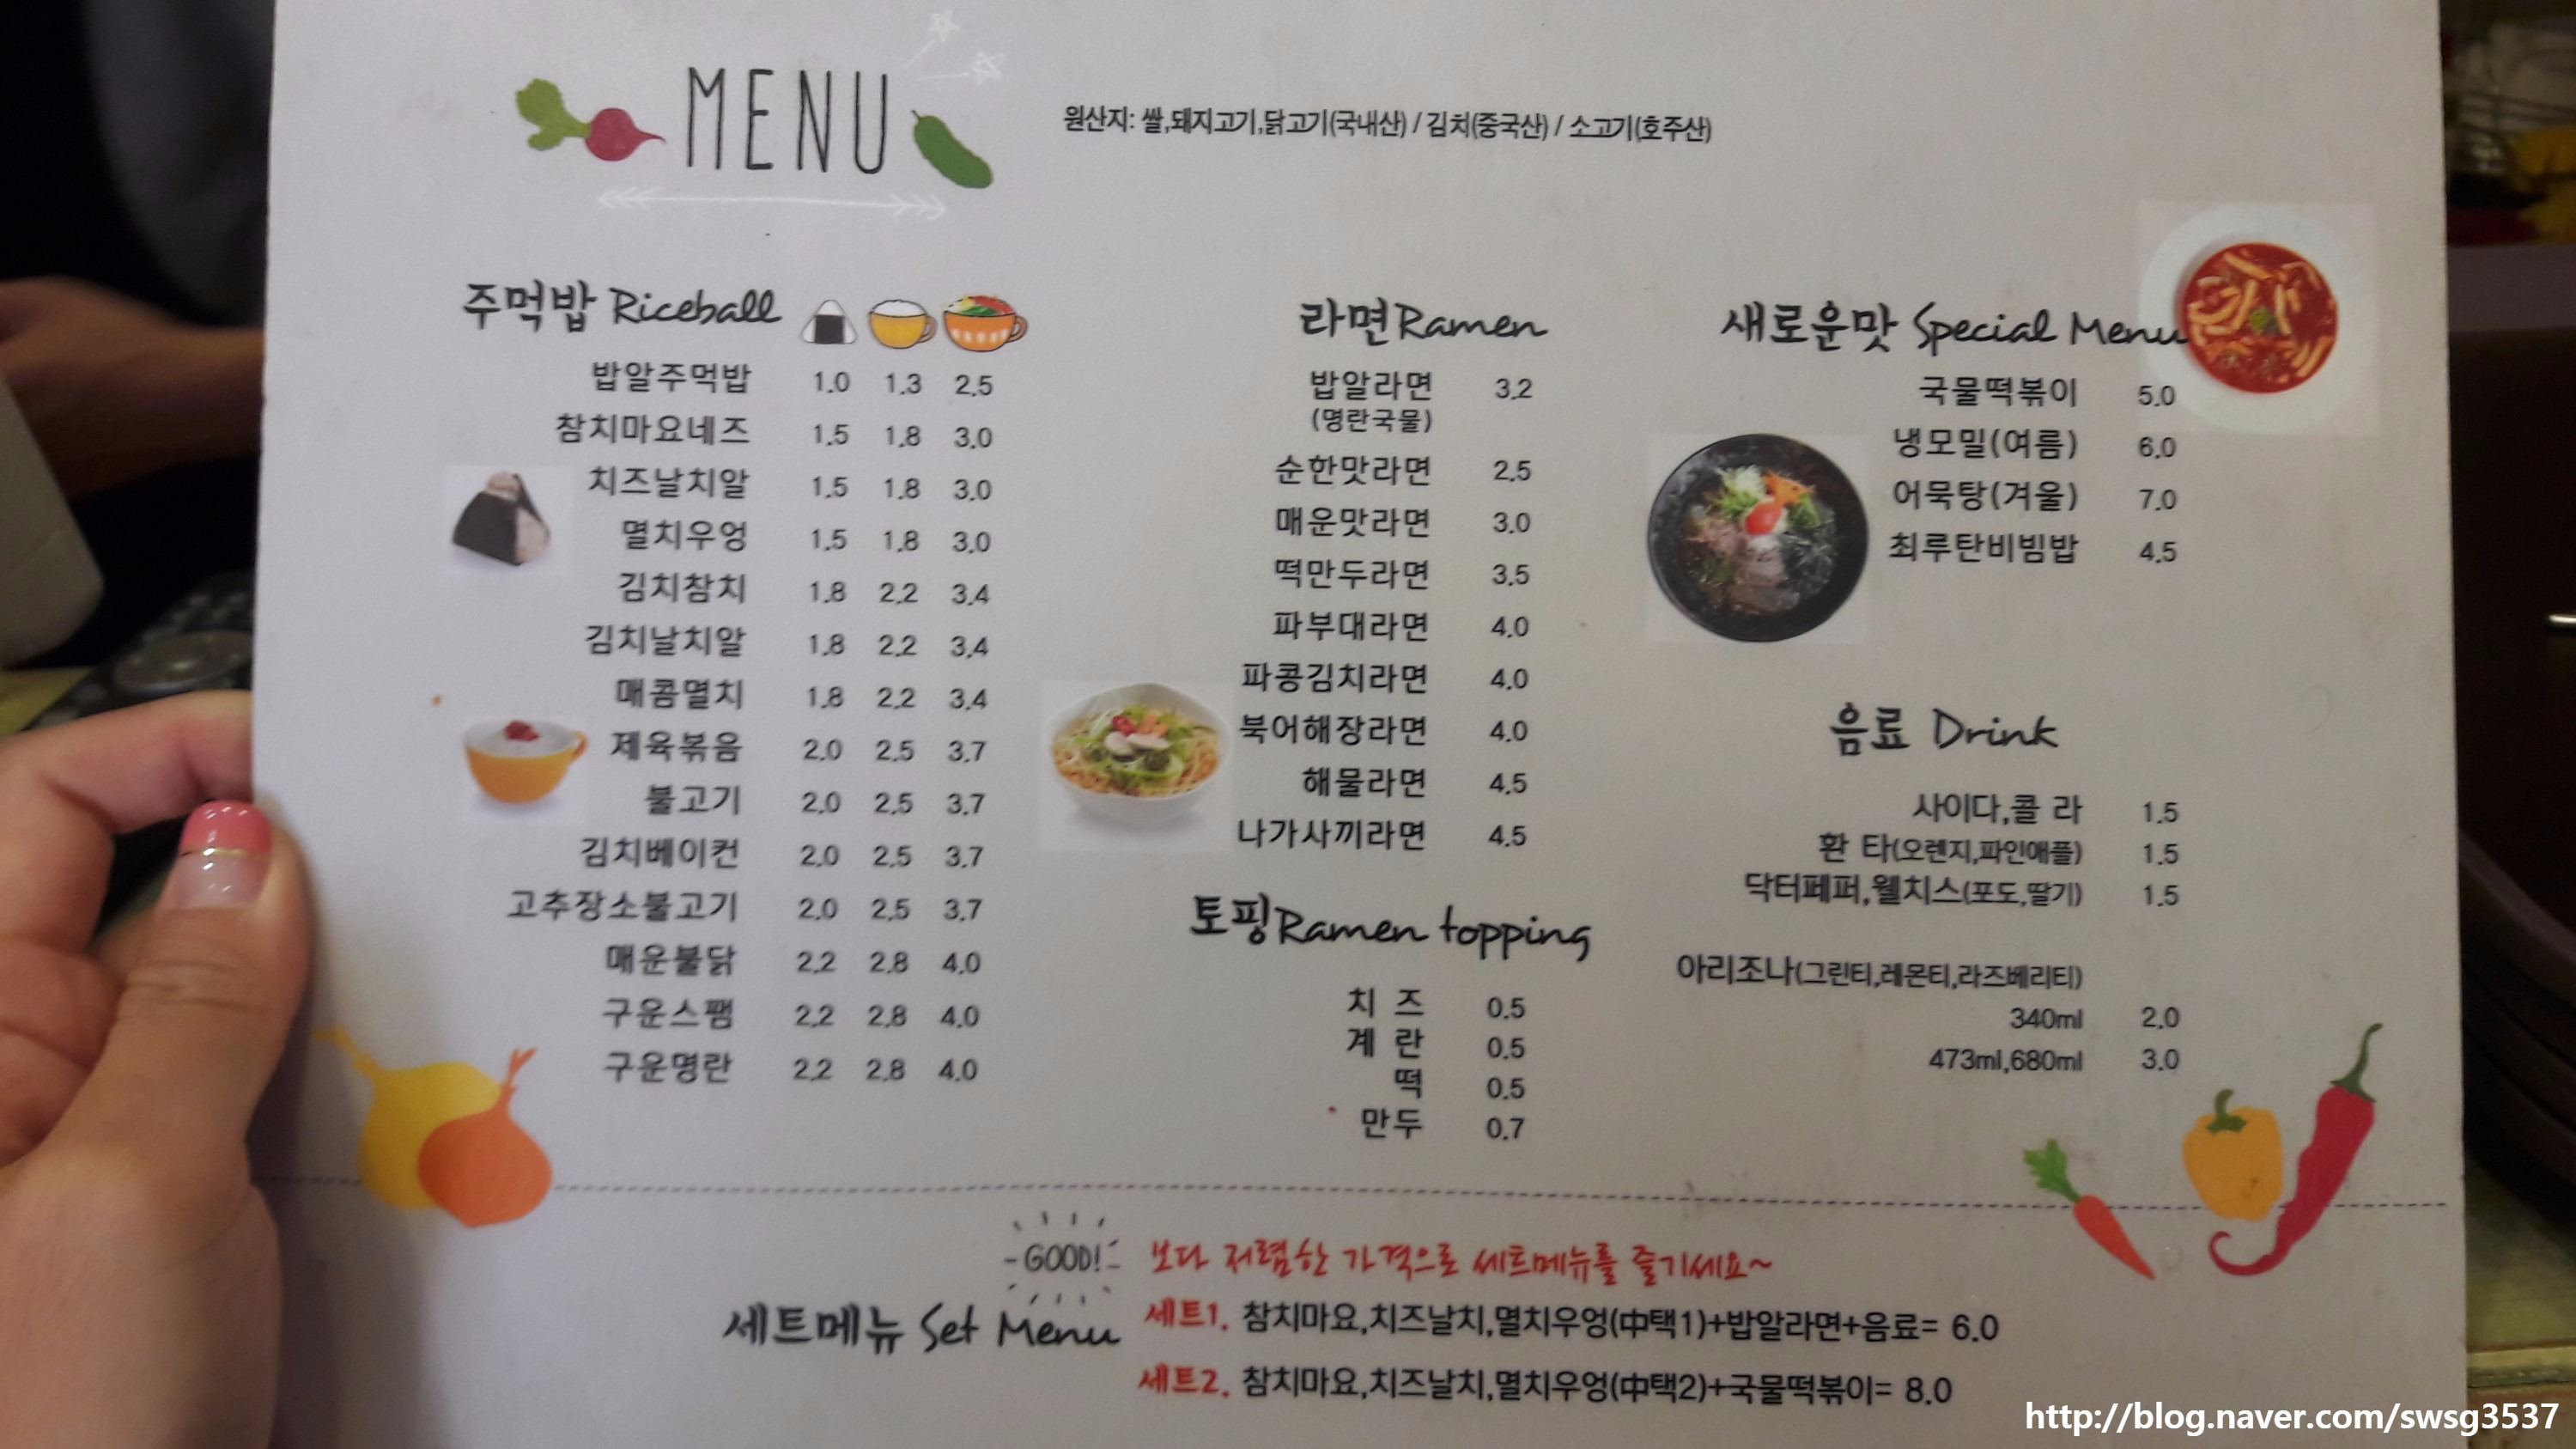 MENU
원산지: 쌀,돼지고기,닭고기(국내산) / 김치(중국산) / 소고기(호주산)
주먹밥 Riceball
밥알주먹밥 1.0 1.3 2.5
참치마요네즈 1.5 1.8 3.0
치즈날치알 1.5 1.8 3.0
멸치우엉 1.5 1.8 3.0
김치참치 1.8 2.2 3.4
김치날치알 1.8 2.2 3.4
매콤멸치 1.8 2.2 3.4
제육볶음 2.0 2.5 3.7
불고기 2.0 2.5 3.7
김치베이컨 2.0 2.5 3.7
고추장소불고기 2.0 2.5 3.7
매운불닭 2.2 2.8 4.0
구운스팸 2.2 2.8 4.0
구운명란 2.2 2.8 4.0
라면 Ramen
밥알라면 3.2
(명란국물)
순한맛라면 2.5
매운맛라면 3.0
떡만두라면 3.5
파부대라면 4.0
파콩김치라면 4.0
북어해장라면 4.0
해물라면 4.5
나가사끼라면 4.5
토핑 Ramen topping
치 즈 0.5
계 란 0.5
떡 0.5
만두 0.7
새로운맛 Special Menu
국물떡볶이 5.0
냉모밀(여름) 6.0
어묵탕(겨울) 7.0
최루탄비빔밥 4.5
음료 Drink
사이다,콜 라 1.5
환 타(오렌지,파인애플) 1.5
닥터페퍼,웰치스(포도,딸기) 1.5
아리조나(그린티,레몬티,라즈베리티)
340ml 2.0
473ml,680ml 3.0
GOOD! 보다 저렴한 가격으로 세트메뉴를 즐기세요~
세트메뉴 Set Menu
세트1. 참치마요,치즈날치,멸치우엉(中택1)+밥알라면+음료= 6.0
세트2. 참치마요,치즈날치,멸치우엉(中택2)+국물떡볶이= 8.0
http://blog.naver.com/swsg3537